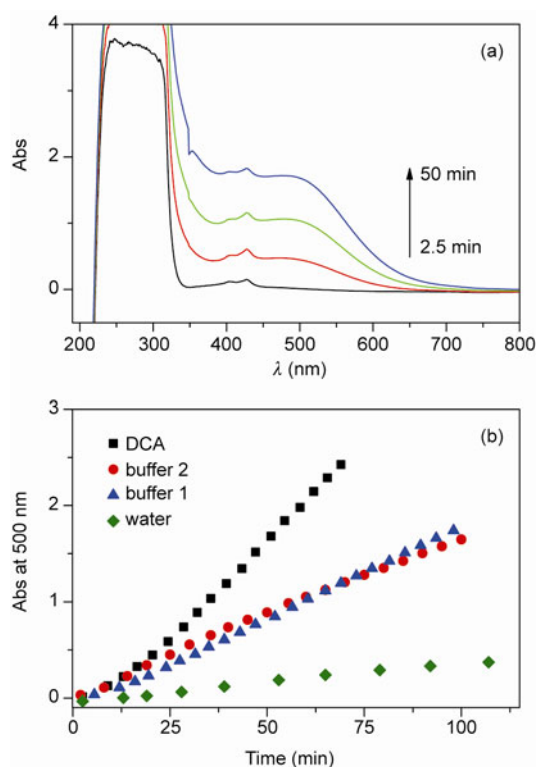 (a)
4
2
0
Abs
50 min
2.5 min
200 300 400 500 600 700 800
λ (nm)
(b)
3
2
1
0
Abs at 500 nm
DCA
buffer 2
buffer 1
water
0 25 50 75 100
Time (min)